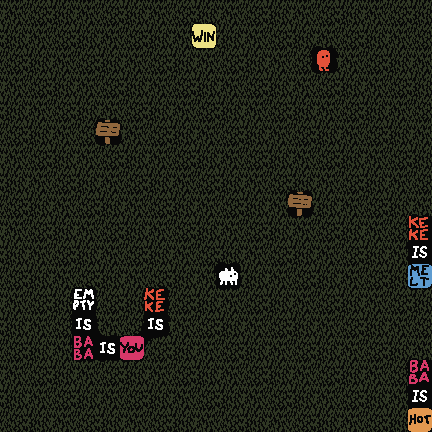 WIN
KEKE
IS
MELT
EMPTY KEKE
IS IS
BABA IS YOU
BABA
IS
HOT